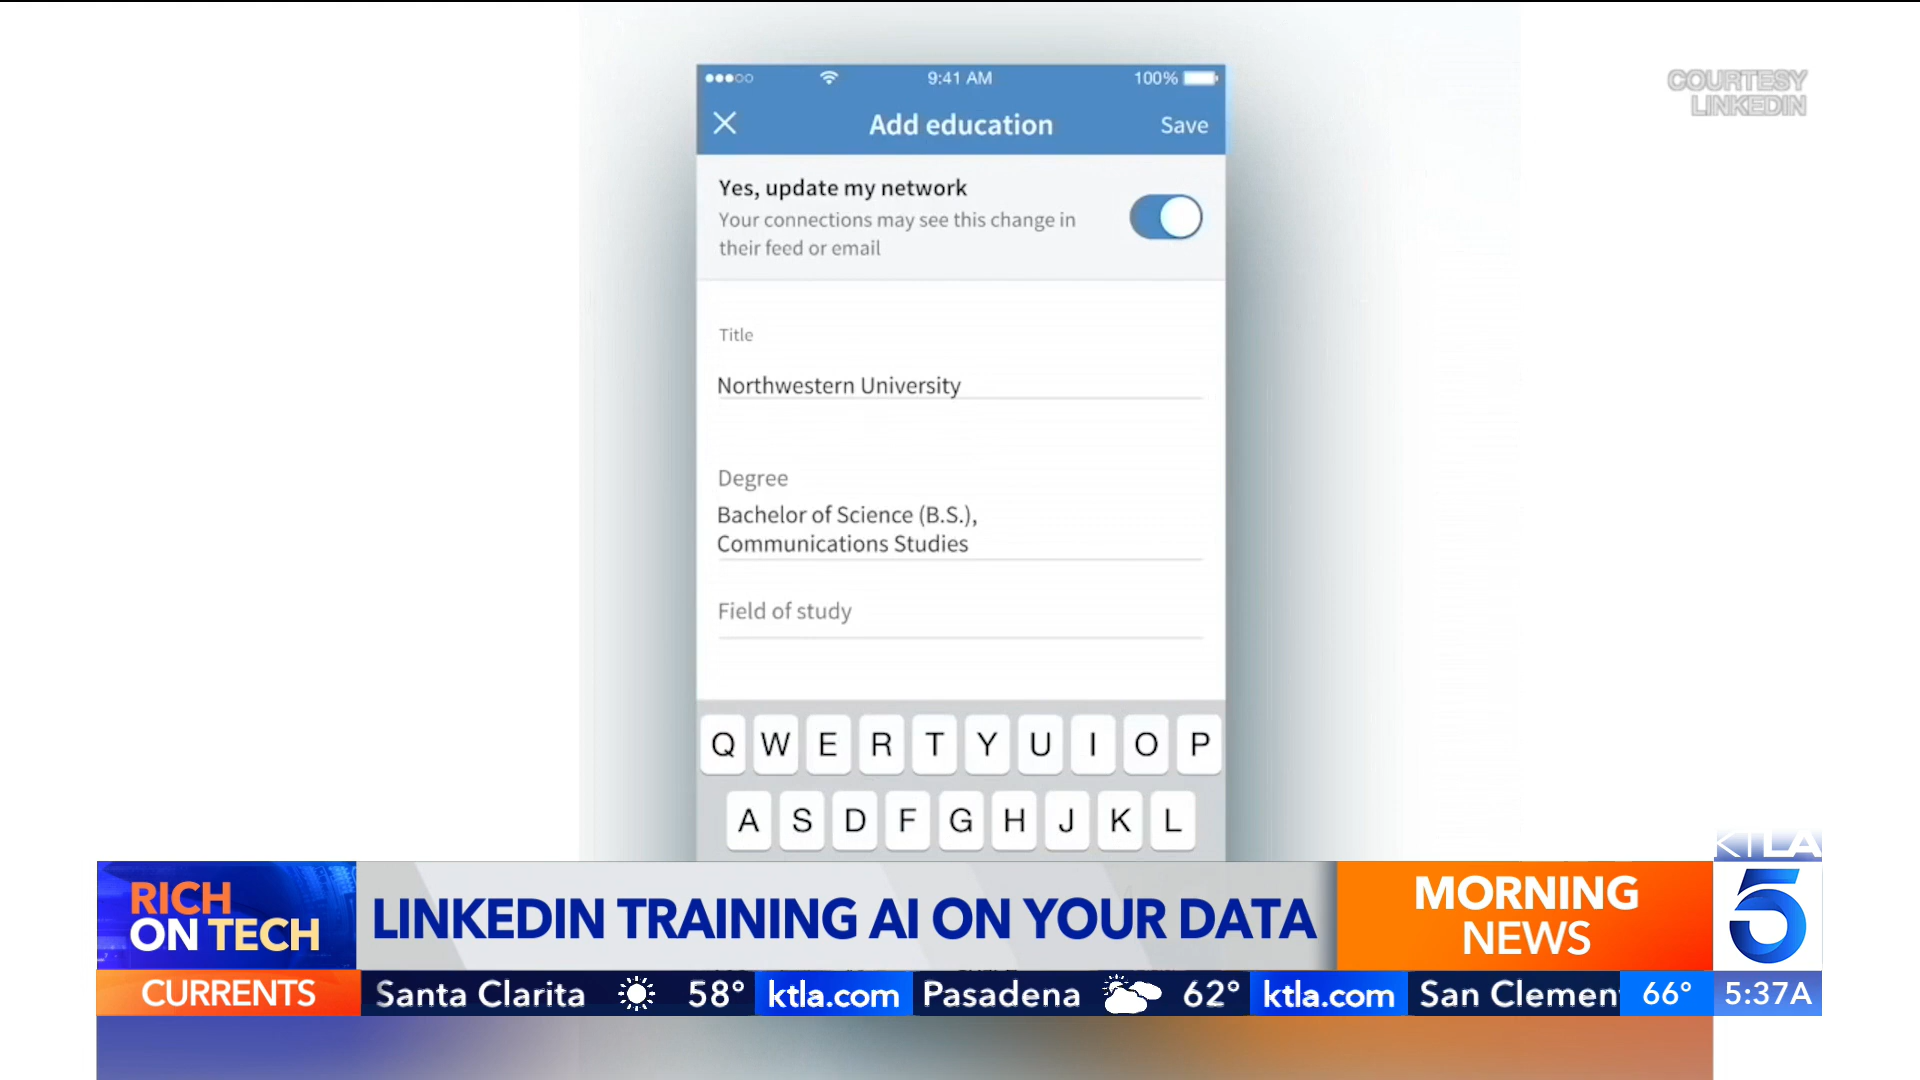 COURTESY
LINKEDIN
9:41 AM
100%
Add education
Save
Yes, update my network
Your connections may see this change in
their feed or email
Title
Northwestern University
Degree
Bachelor of Science (B.S.),
Communications Studies
Field of study
Q W E R T Y U I O P
A S D F G H J K L
KTLA
5
RICH
ON TECH
LINKEDIN TRAINING AI ON YOUR DATA
MORNING
NEWS
CURRENTS
Santa Clarita 58° ktla.com Pasadena 62° ktla.com San Clemen 66° 5:37A